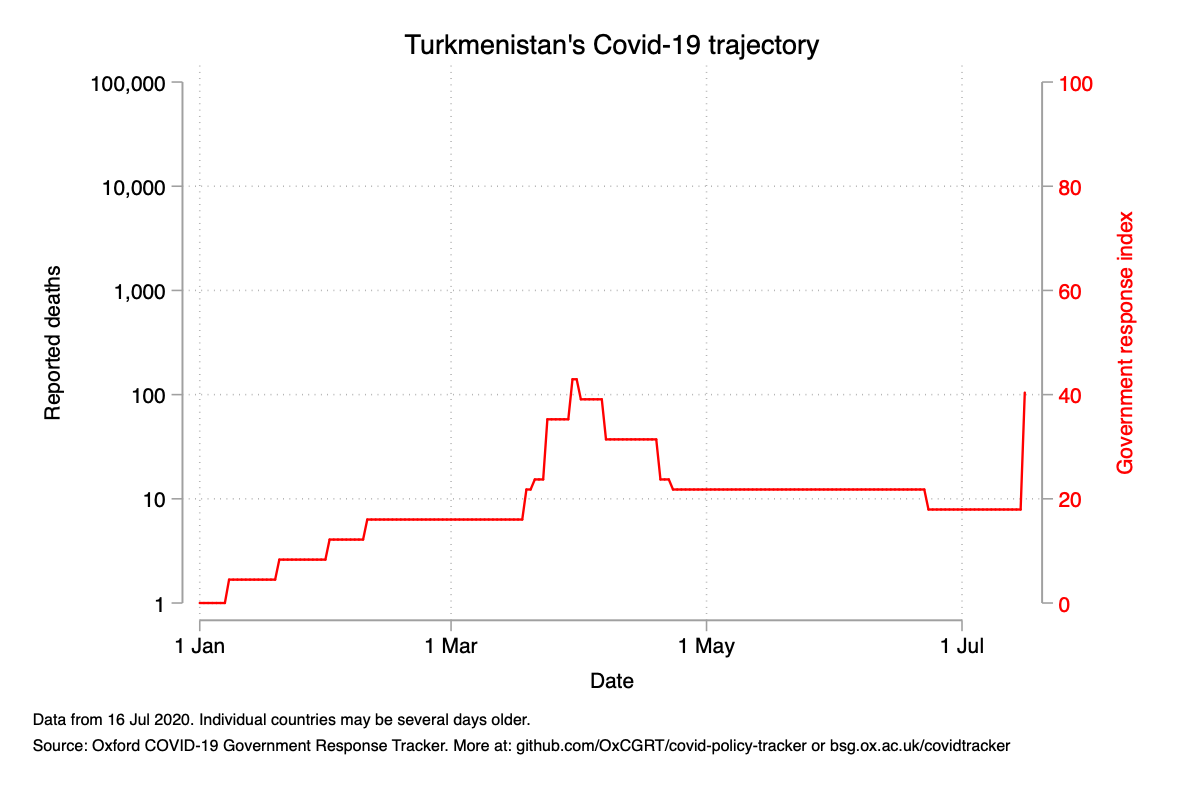 Turkmenistan's Covid-19 trajectory
100,000
10,000
1,000
100
10
1
Reported deaths
100
80
60
40
20
0
Government response index
1 Jan
1 Mar
1 May
1 Jul
Date
Data from 16 Jul 2020. Individual countries may be several days older.
Source: Oxford COVID-19 Government Response Tracker. More at: github.com/OxCGRT/covid-policy-tracker or bsg.ox.ac.uk/covidtracker